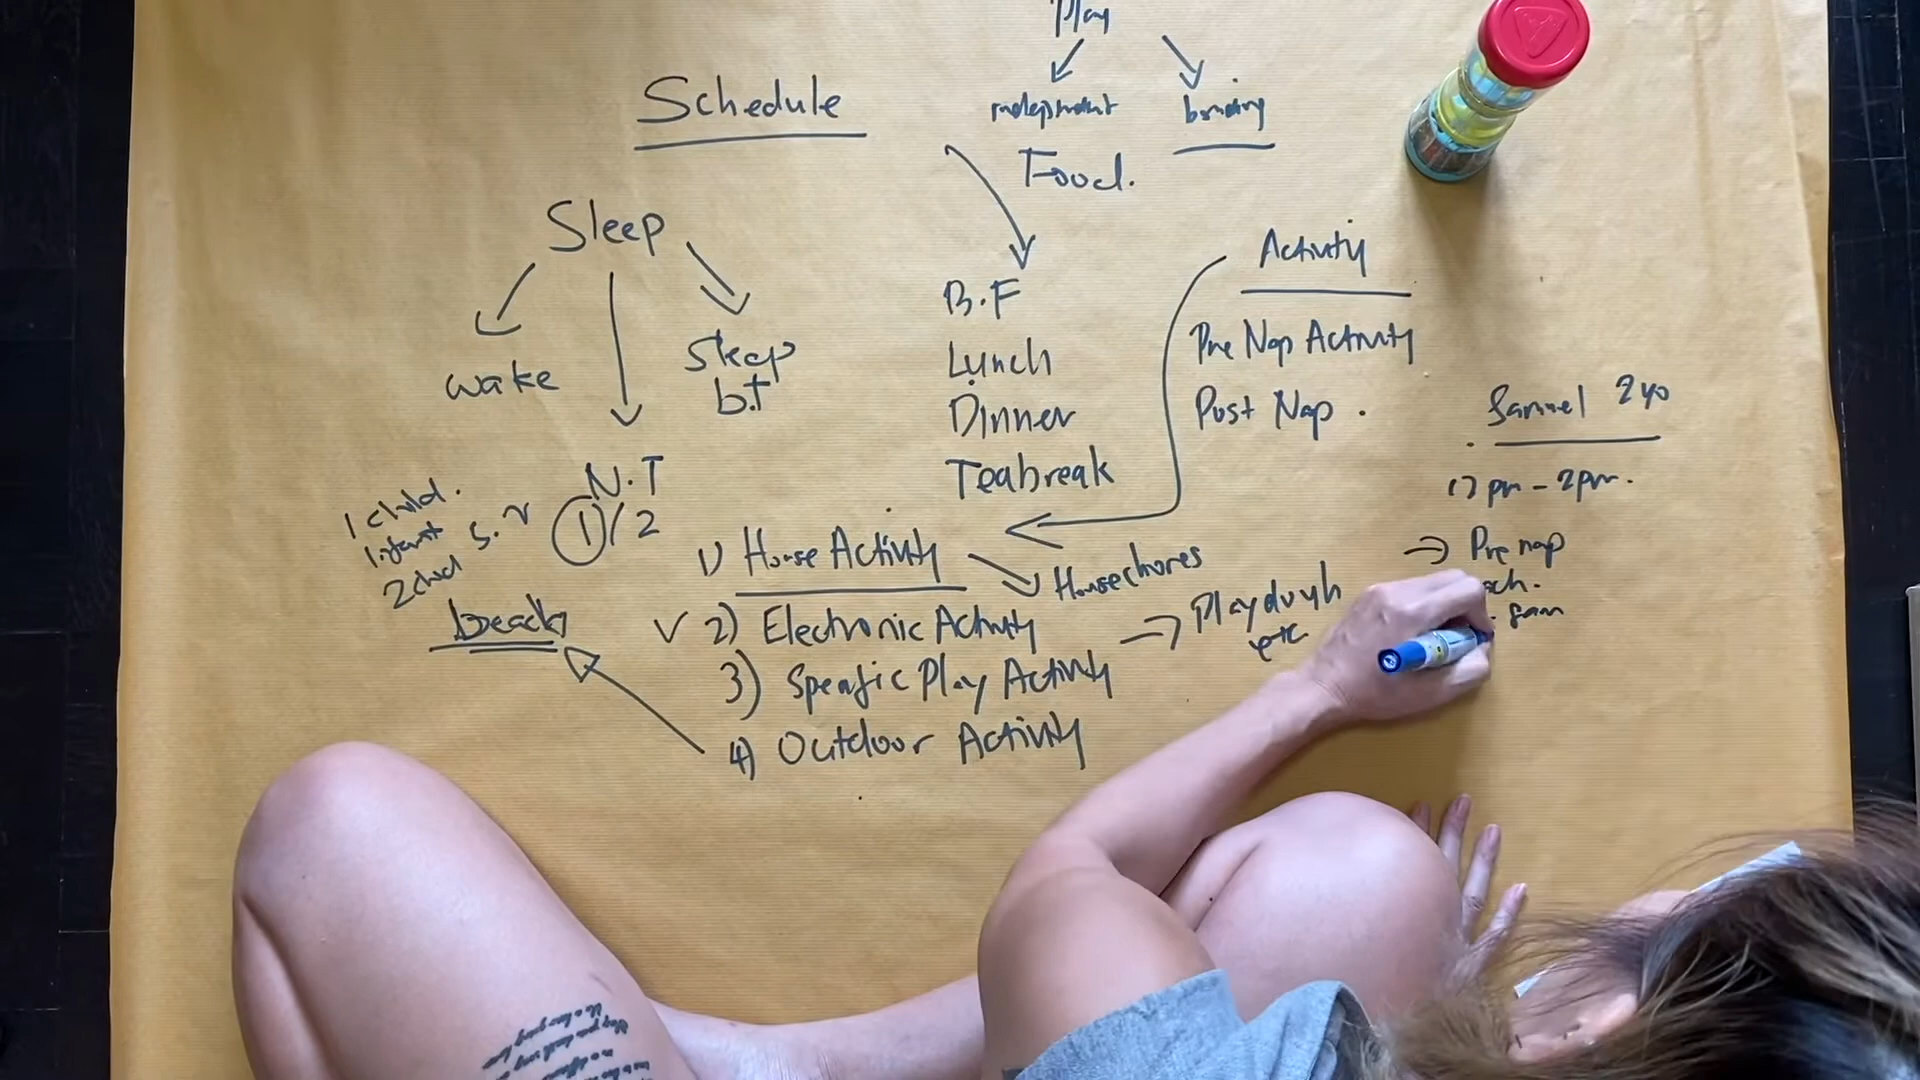 Play
Schedule
independent bonding
Food.
Sleep
Activity
B.F
Pre Nap Activity
wake
Sleep
b.t
Lunch
Dinner
Post Nap .
Samuel 2yo
Teabreak
N.T
1 child.
Infant
2 child
1/2
12pm - 2pm.
1) House Activity
Housechores
Pre nap
Playdough
etc
beach
2) Electronic Activity
3) Specific Play Activity
4) Outdoor Activity